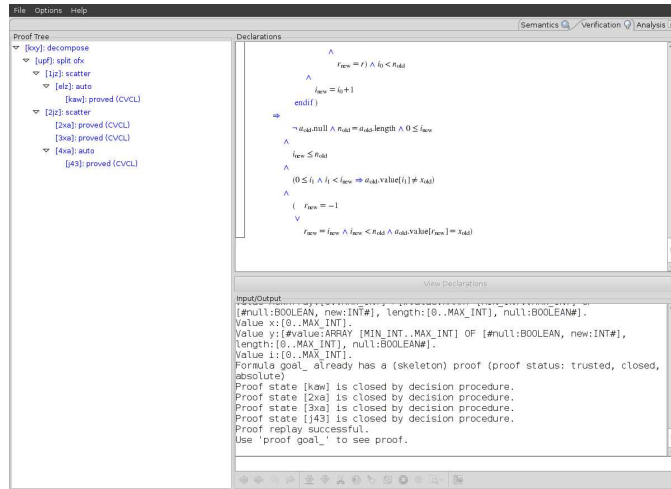 File Options Help
Semantics Verification Analysis
Proof Tree
[kxy]: decompose
[upf]: split ofx
[1jz]: scatter
[elz]: auto
[kaw]: proved (CVCL)
[2jz]: scatter
[2xa]: proved (CVCL)
[3xa]: proved (CVCL)
[4xa]: auto
[j43]: proved (CVCL)
Declarations
∧
r_new = r) ∧ i_0 < n_old
∧
i_new = i_0+1
endif )
⇒
¬ a_old.null ∧ n_old = a_old.length ∧ 0 ≤ i_new
∧
i_new ≤ n_old
∧
(0 ≤ i_1 ∧ i_1 < i_new ⇒ a_old.value[i_1] ≠ x_old)
∧
( r_new = −1
∨
r_new = i_new ∧ i_new < n_old ∧ a_old.value[r_new] = x_old)
View Declarations
Input/Output
[#null:BOOLEAN, new:INT#], length:[0..MAX_INT], null:BOOLEAN#].
Value x:[0..MAX_INT].
Value y:[#value:ARRAY [MIN_INT..MAX_INT] OF [#null:BOOLEAN, new:INT#],
length:[0..MAX_INT], null:BOOLEAN#].
Value i:[0..MAX_INT].
Formula goal_ already has a (skeleton) proof (proof status: trusted, closed,
absolute)
Proof state [kaw] is closed by decision procedure.
Proof state [2xa] is closed by decision procedure.
Proof state [3xa] is closed by decision procedure.
Proof state [j43] is closed by decision procedure.
Proof replay successful.
Use 'proof goal_' to see proof.